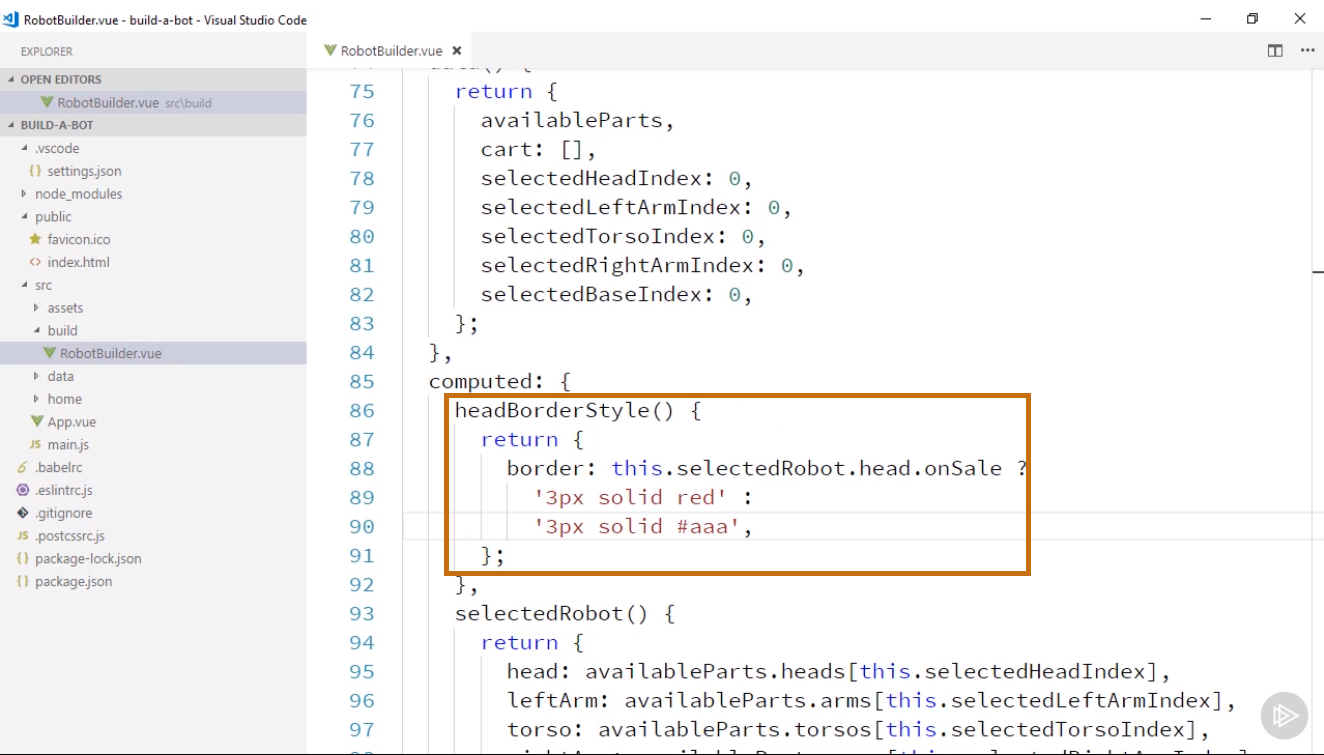 RobotBuilder.vue - build-a-bot - Visual Studio Code
EXPLORER
RobotBuilder.vue
OPEN EDITORS
RobotBuilder.vue src\build
BUILD-A-BOT
.vscode
{} settings.json
node_modules
public
favicon.ico
<> index.html
src
assets
build
RobotBuilder.vue
data
home
App.vue
JS main.js
6 .babelrc
.eslintrc.js
.gitignore
JS .postcssrc.js
{} package-lock.json
{} package.json
75 return {
76 availableParts,
77 cart: [],
78 selectedHeadIndex: 0,
79 selectedLeftArmIndex: 0,
80 selectedTorsoIndex: 0,
81 selectedRightArmIndex: 0,
82 selectedBaseIndex: 0,
83 };
84 },
85 computed: {
86 headBorderStyle() {
87 return {
88 border: this.selectedRobot.head.onSale ?
89 '3px solid red' :
90 '3px solid #aaa',
91 };
92 },
93 selectedRobot() {
94 return {
95 head: availableParts.heads[this.selectedHeadIndex],
96 leftArm: availableParts.arms[this.selectedLeftArmIndex],
97 torso: availableParts.torsos[this.selectedTorsoIndex],